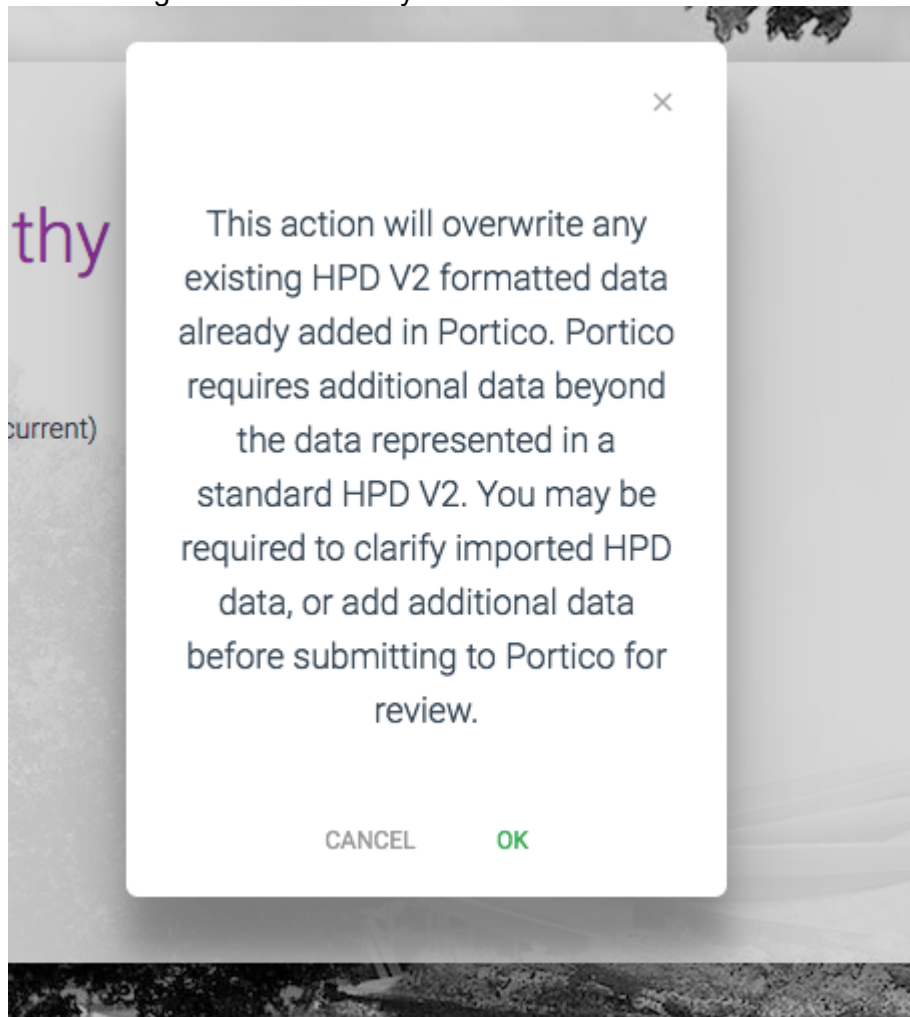 thy
current)
×
This action will overwrite any
existing HPD V2 formatted data
already added in Portico. Portico
requires additional data beyond
the data represented in a
standard HPD V2. You may be
required to clarify imported HPD
data, or add additional data
before submitting to Portico for
review.
CANCEL OK